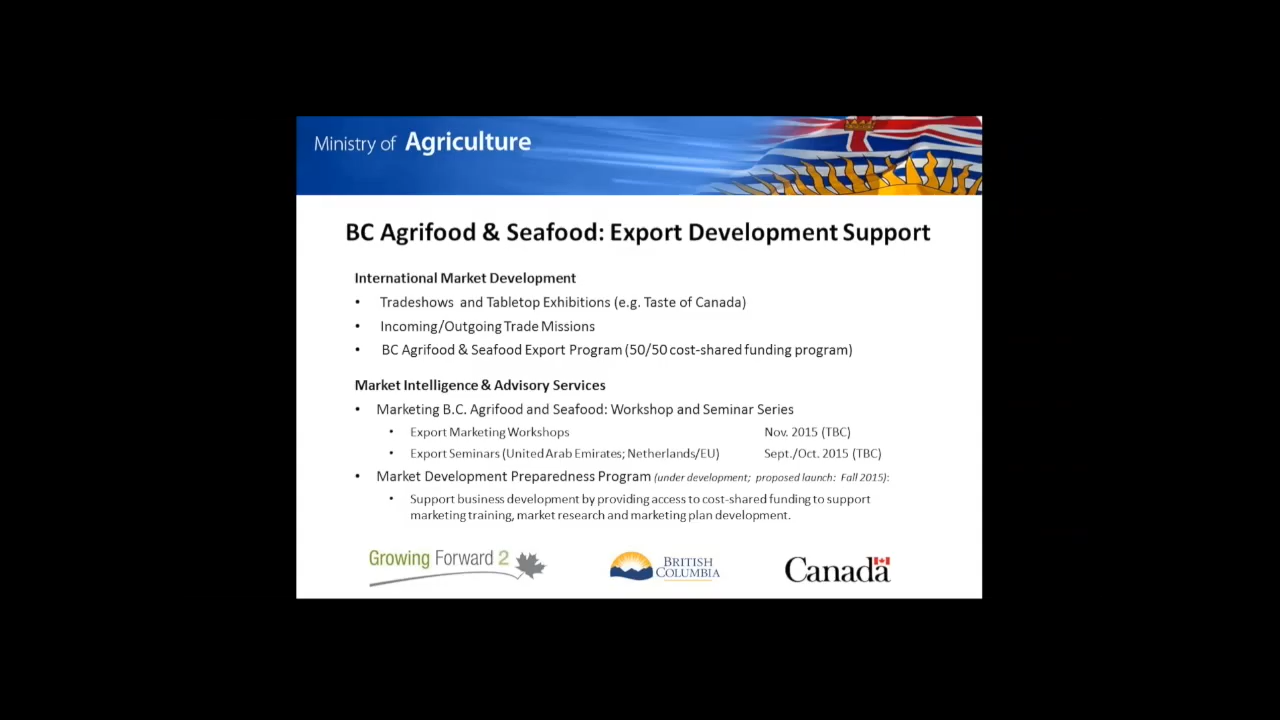 Ministry of Agriculture
BC Agrifood & Seafood: Export Development Support
International Market Development
• Tradeshows and Tabletop Exhibitions (e.g. Taste of Canada)
• Incoming/Outgoing Trade Missions
• BC Agrifood & Seafood Export Program (50/50 cost-shared funding program)
Market Intelligence & Advisory Services
• Marketing B.C. Agrifood and Seafood: Workshop and Seminar Series
• Export Marketing Workshops Nov. 2015 (TBC)
• Export Seminars (United Arab Emirates; Netherlands/EU) Sept./Oct. 2015 (TBC)
• Market Development Preparedness Program (under development; proposed launch: Fall 2015):
• Support business development by providing access to cost-shared funding to support
marketing training, market research and marketing plan development.
Growing Forward 2
BRITISH
COLUMBIA
Canada